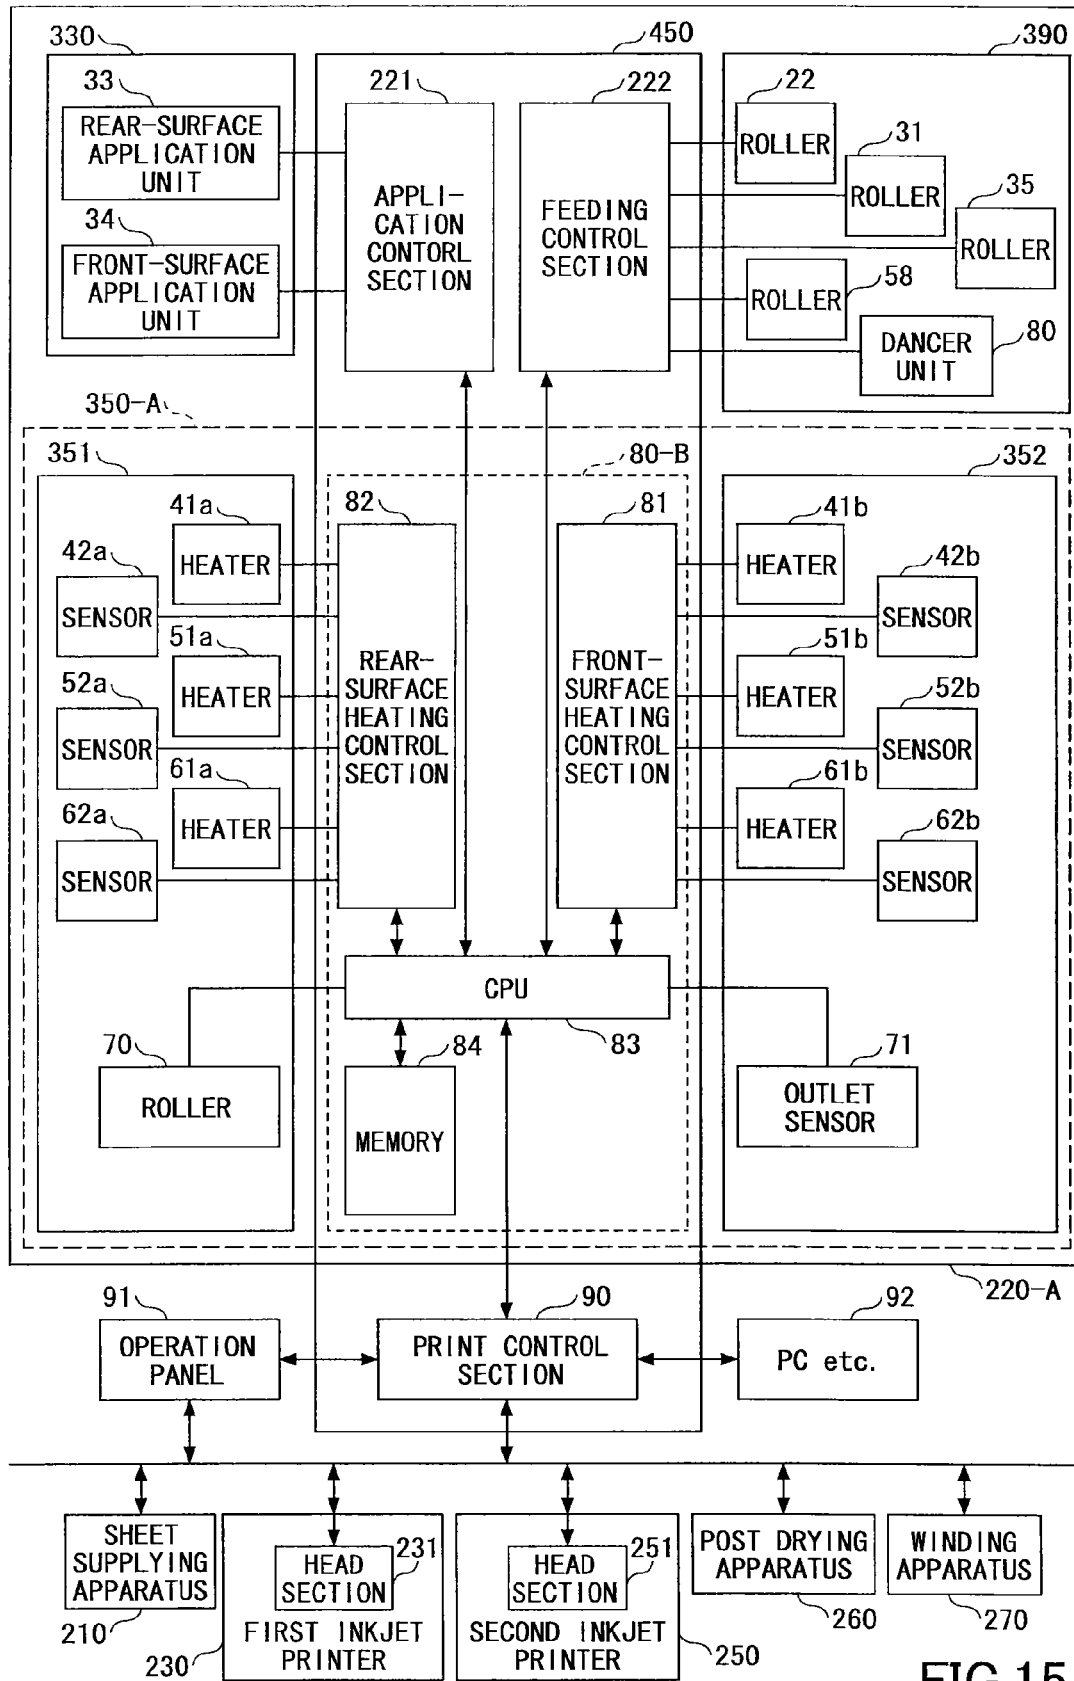 330
450
390
33
221
222
22
REAR-SURFACE
APPLICATION
UNIT
ROLLER
31
ROLLER
35
ROLLER
APPLI-
CATION
CONTORL
SECTION
FEEDING
CONTROL
SECTION
34
FRONT-SURFACE
APPLICATION
UNIT
58
ROLLER
DANCER
UNIT
80
350-A
351
80-B
352
82
81
41a
HEATER
41b
HEATER
42a
SENSOR
42b
SENSOR
51a
HEATER
51b
HEATER
REAR-
SURFACE
HEATING
CONTROL
SECTION
FRONT-
SURFACE
HEATING
CONTROL
SECTION
52a
SENSOR
52b
SENSOR
61a
HEATER
61b
HEATER
62a
SENSOR
62b
SENSOR
CPU
83
70
ROLLER
84
MEMORY
71
OUTLET
SENSOR
220-A
91
OPERATION
PANEL
90
PRINT CONTROL
SECTION
92
PC etc.
SHEET
SUPPLYING
APPARATUS
210
HEAD
SECTION
231
FIRST INKJET
PRINTER
230
HEAD
SECTION
251
SECOND INKJET
PRINTER
250
POST DRYING
APPARATUS
260
WINDING
APPARATUS
270
FIG.15